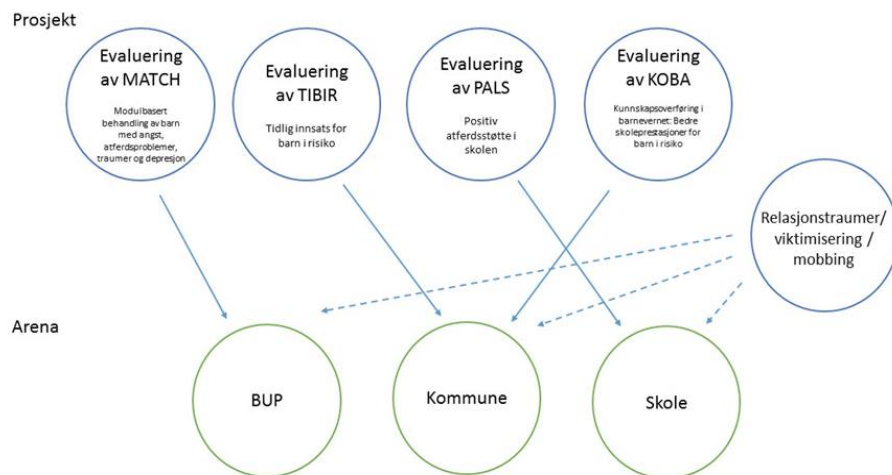 Prosjekt
Evaluering
av MATCH
Modulbasert
behandling av barn
med angst,
atferdsproblemer,
traumer og depresjon
Evaluering
av TIBIR
Tidlig innsats for
barn i risiko
Evaluering
av PALS
Positiv
atferdsstøtte i
skolen
Evaluering
av KOBA
Kunnskapsoverføring i
barnevernet: Bedre
skoleprestasjoner for
barn i risiko
Relasjonstraumer/
viktimisering /
mobbing
Arena
BUP
Kommune
Skole